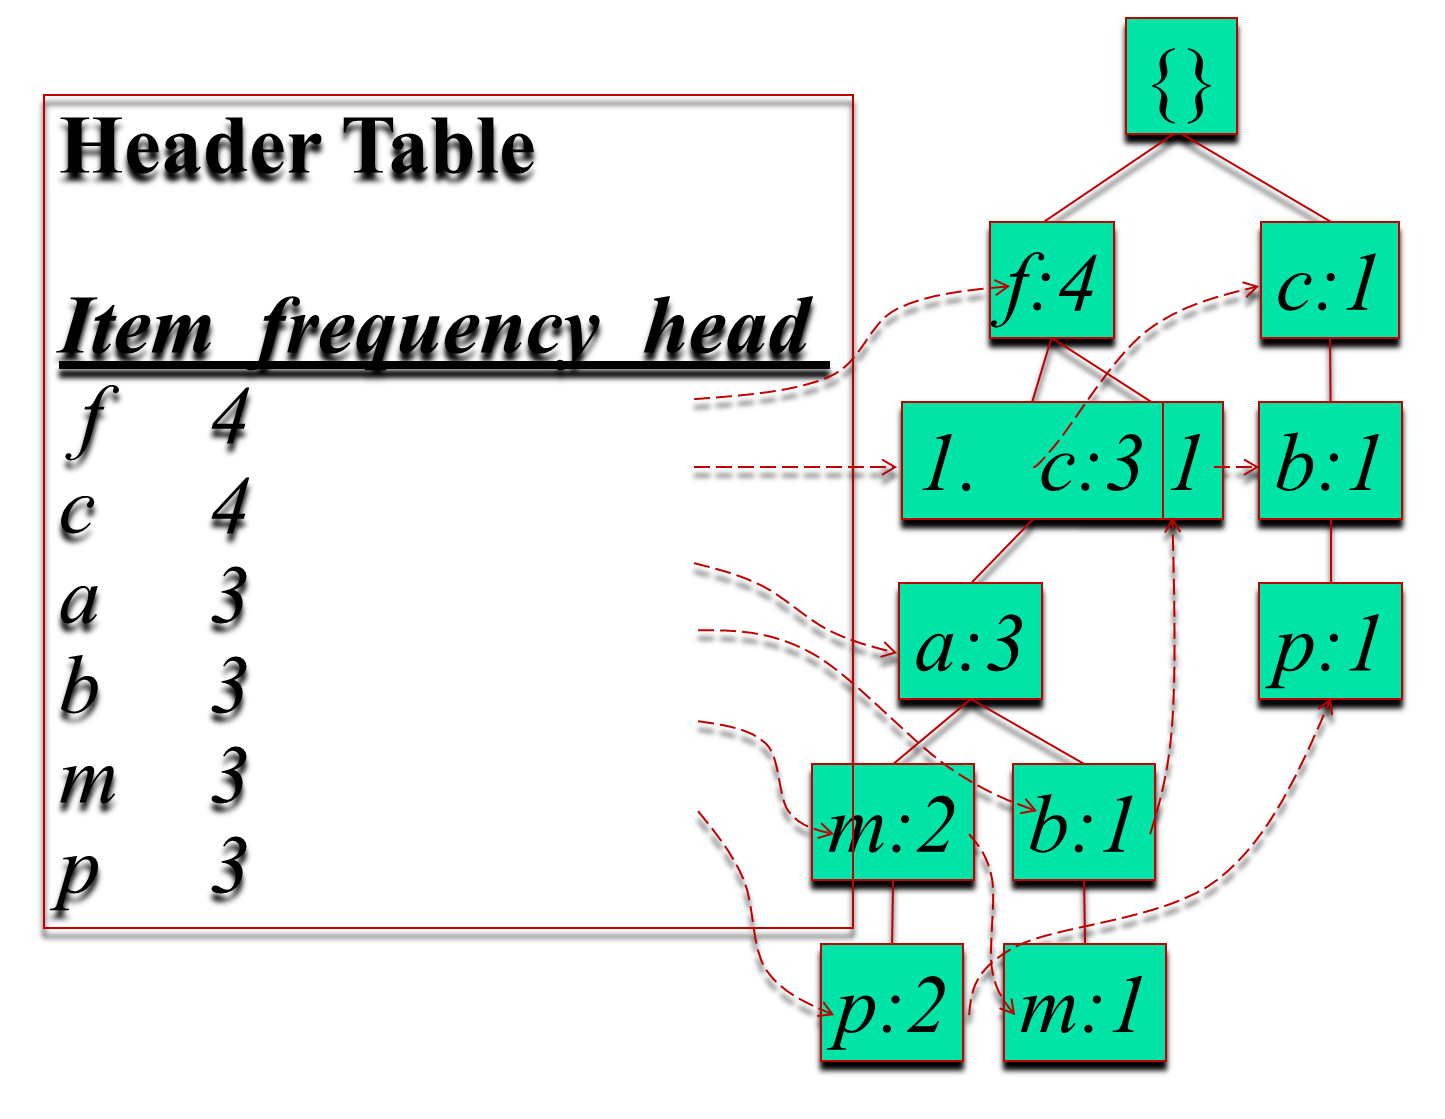 Header Table
Item frequency head
f 4
c 4
a 3
b 3
m 3
p 3
{}
f:4
c:1
1. c:3
1
b:1
a:3
p:1
m:2
b:1
p:2
m:1